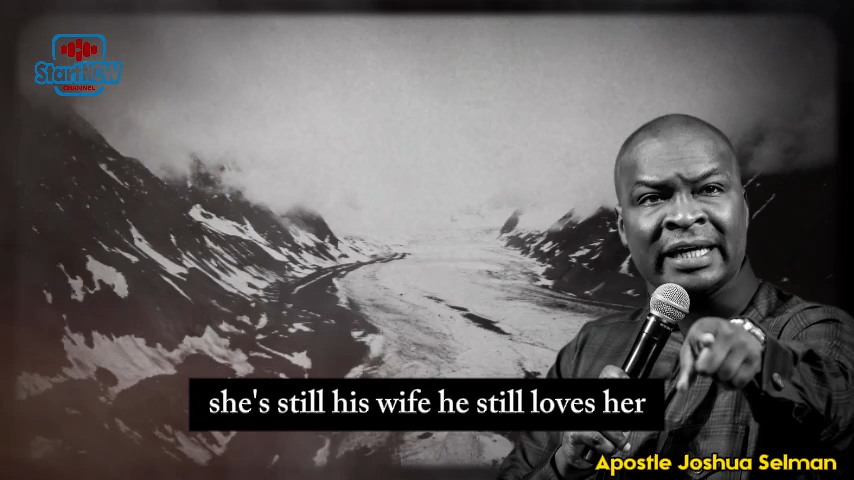 StartNOW
CHANNEL
she's still his wife he still loves her
Apostle Joshua Selman